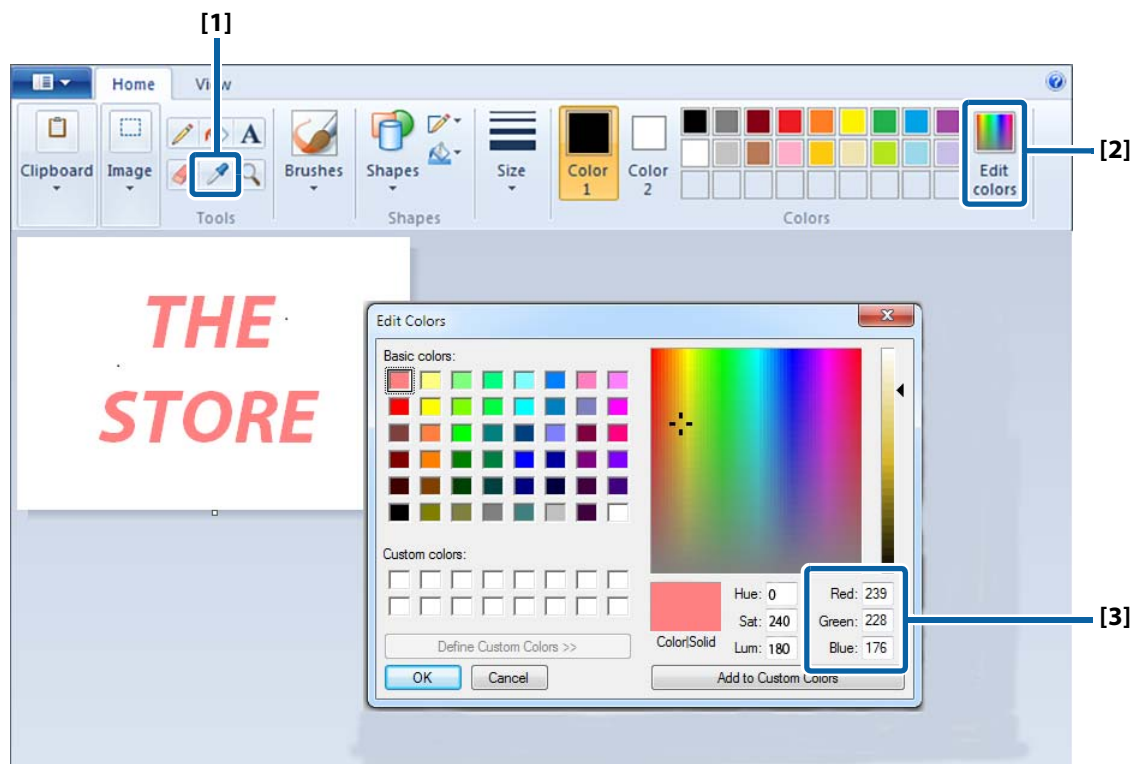 [1]
Home View
A
Clipboard Image Brushes Shapes Size Color 1 Color 2 Edit colors [2]
Tools Shapes Colors
THE
STORE
Edit Colors
Basic colors:
Custom colors:
Hue: 0 Red: 239
Sat: 240 Green: 228 [3]
Color|Solid Lum: 180 Blue: 176
Define Custom Colors >>
OK Cancel Add to Custom Colors